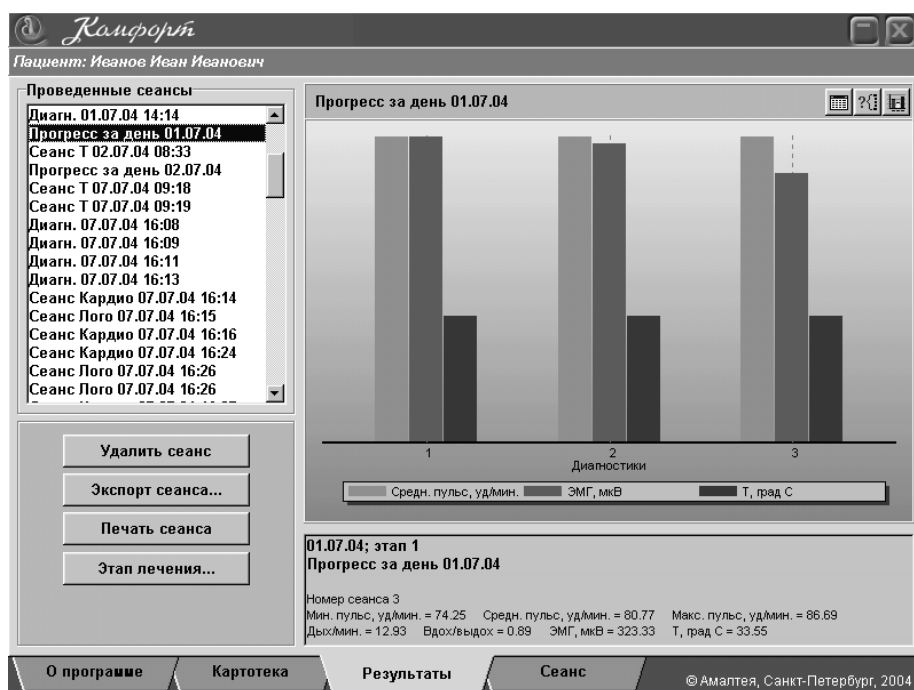 Комфорт
Пациент: Иванов Иван Иванович
Проведенные сеансы
Диагн. 01.07.04 14:14
Прогресс за день 01.07.04
Сеанс Т 02.07.04 08:33
Прогресс за день 02.07.04
Сеанс Т 07.07.04 09:18
Сеанс Т 07.07.04 09:19
Диагн. 07.07.04 16:08
Диагн. 07.07.04 16:09
Диагн. 07.07.04 16:11
Диагн. 07.07.04 16:13
Сеанс Кардио 07.07.04 16:14
Сеанс Лого 07.07.04 16:15
Сеанс Кардио 07.07.04 16:16
Сеанс Кардио 07.07.04 16:24
Сеанс Лого 07.07.04 16:26
Сеанс Лого 07.07.04 16:26
Удалить сеанс
Экспорт сеанса...
Печать сеанса
Этап лечения...
Прогресс за день 01.07.04
1 2 3
Диагностики
Средн. пульс, уд/мин. ЭМГ, мкВ Т, град С
01.07.04; этап 1
Прогресс за день 01.07.04
Номер сеанса 3
Мин. пульс, уд/мин. = 74.25 Средн. пульс, уд/мин. = 80.77 Макс. пульс, уд/мин. = 86.69
Дых/мин. = 12.93 Вдох/выдох = 0.89 ЭМГ, мкВ = 323.33 Т, град С = 33.55
О программе Картотека Результаты Сеанс
© Амалтея, Санкт-Петербург, 2004